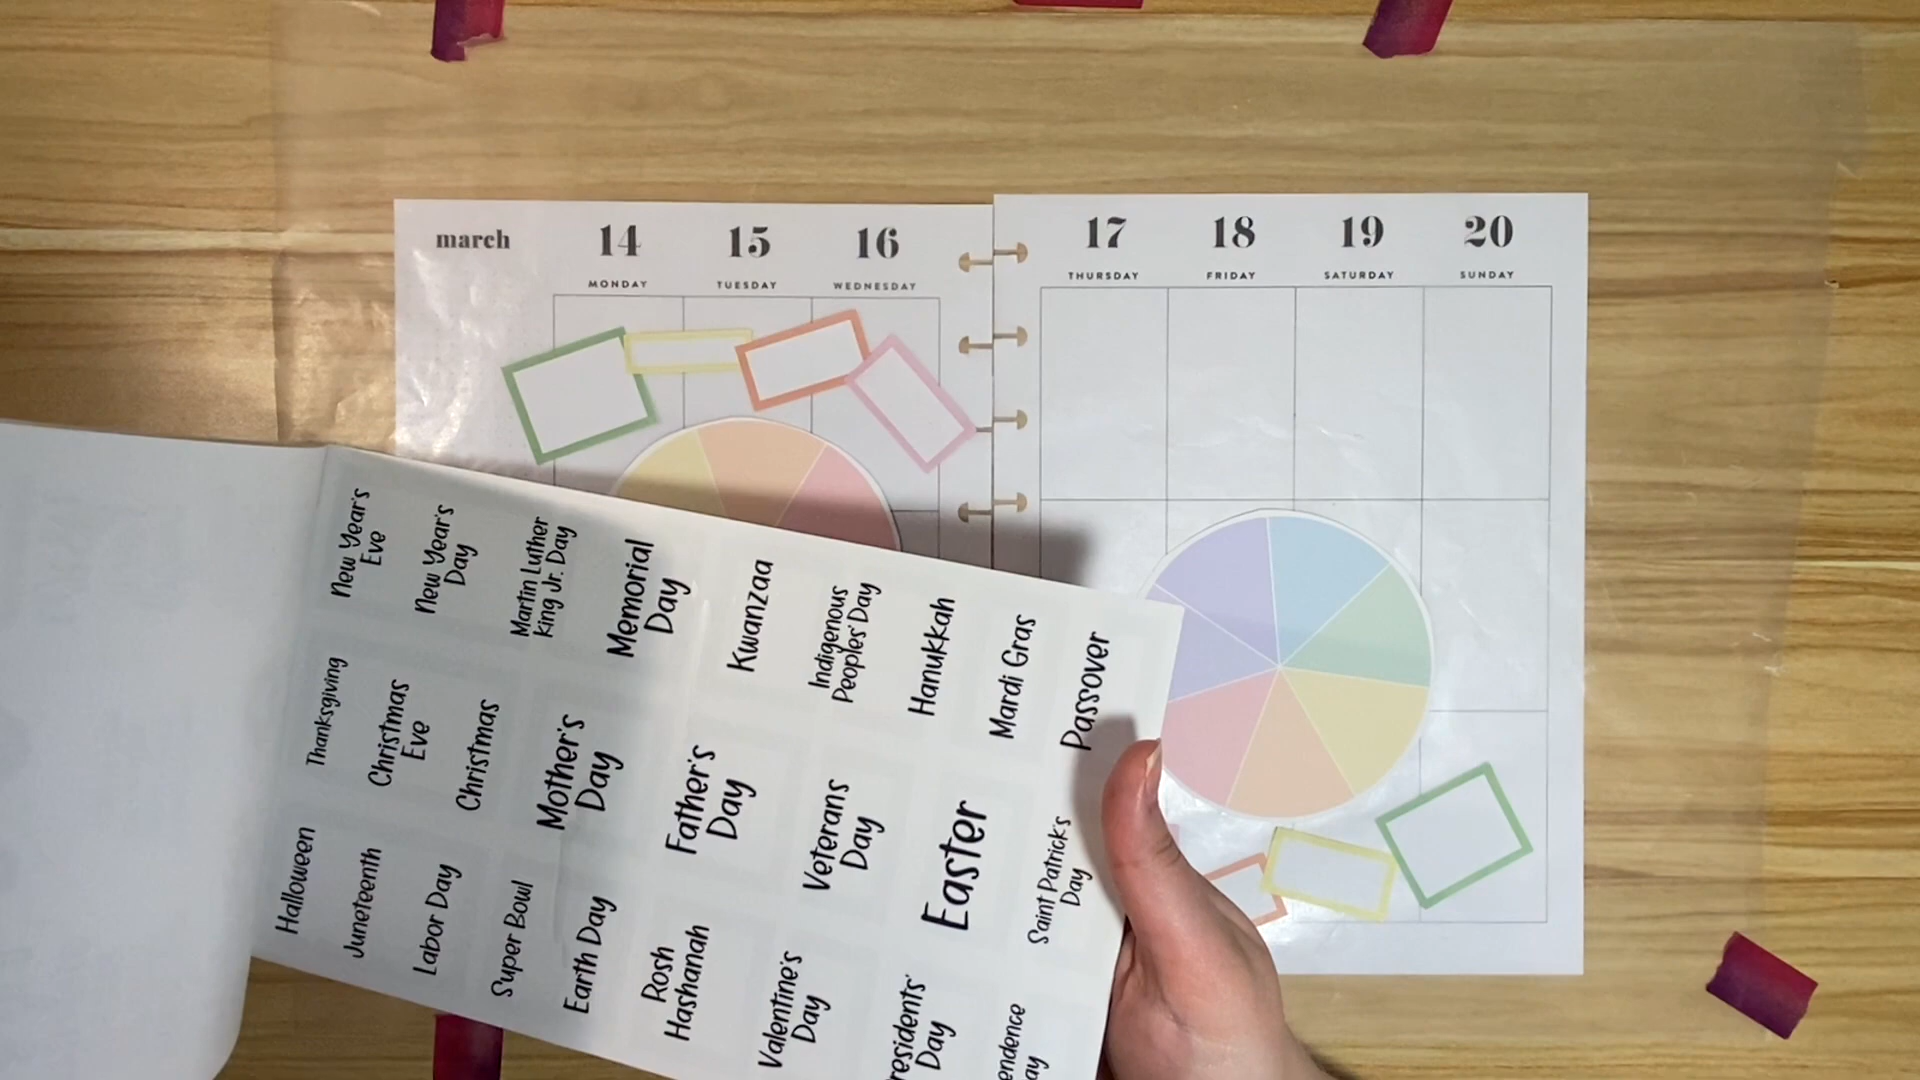 march
14
15
16
MONDAY
TUESDAY
WEDNESDAY
17
18
19
20
THURSDAY
FRIDAY
SATURDAY
SUNDAY
New Year's
Eve
New Year's
Day
Martin Luther
King Jr. Day
Memorial
Day
Kwanzaa
Indigenous
Peoples' Day
Hanukkah
Mardi Gras
Passover
Thanksgiving
Christmas
Eve
Christmas
Mother's
Day
Father's
Day
Veterans
Day
Easter
Saint Patrick's
Day
Halloween
Juneteenth
Labor Day
Super Bowl
Earth Day
Rosh
Hashanah
Valentine's
Day
residents'
Day
endence
ay